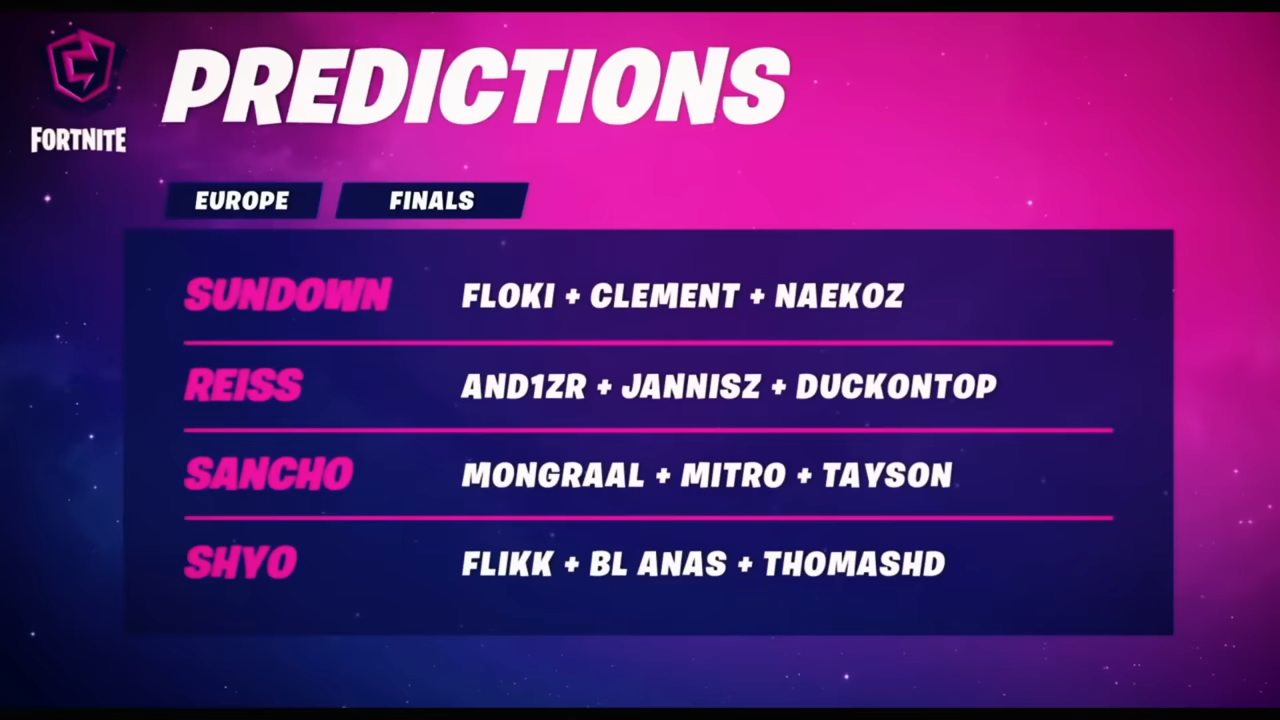 FORTNITE
PREDICTIONS
EUROPE FINALS
SUNDOWN FLOKI + CLEMENT + NAEKOZ
REISS AND1ZR + JANNISZ + DUCKONTOP
SANCHO MONGRAAL + MITRO + TAYSON
SHYO FLIKK + BL ANAS + THOMASHD